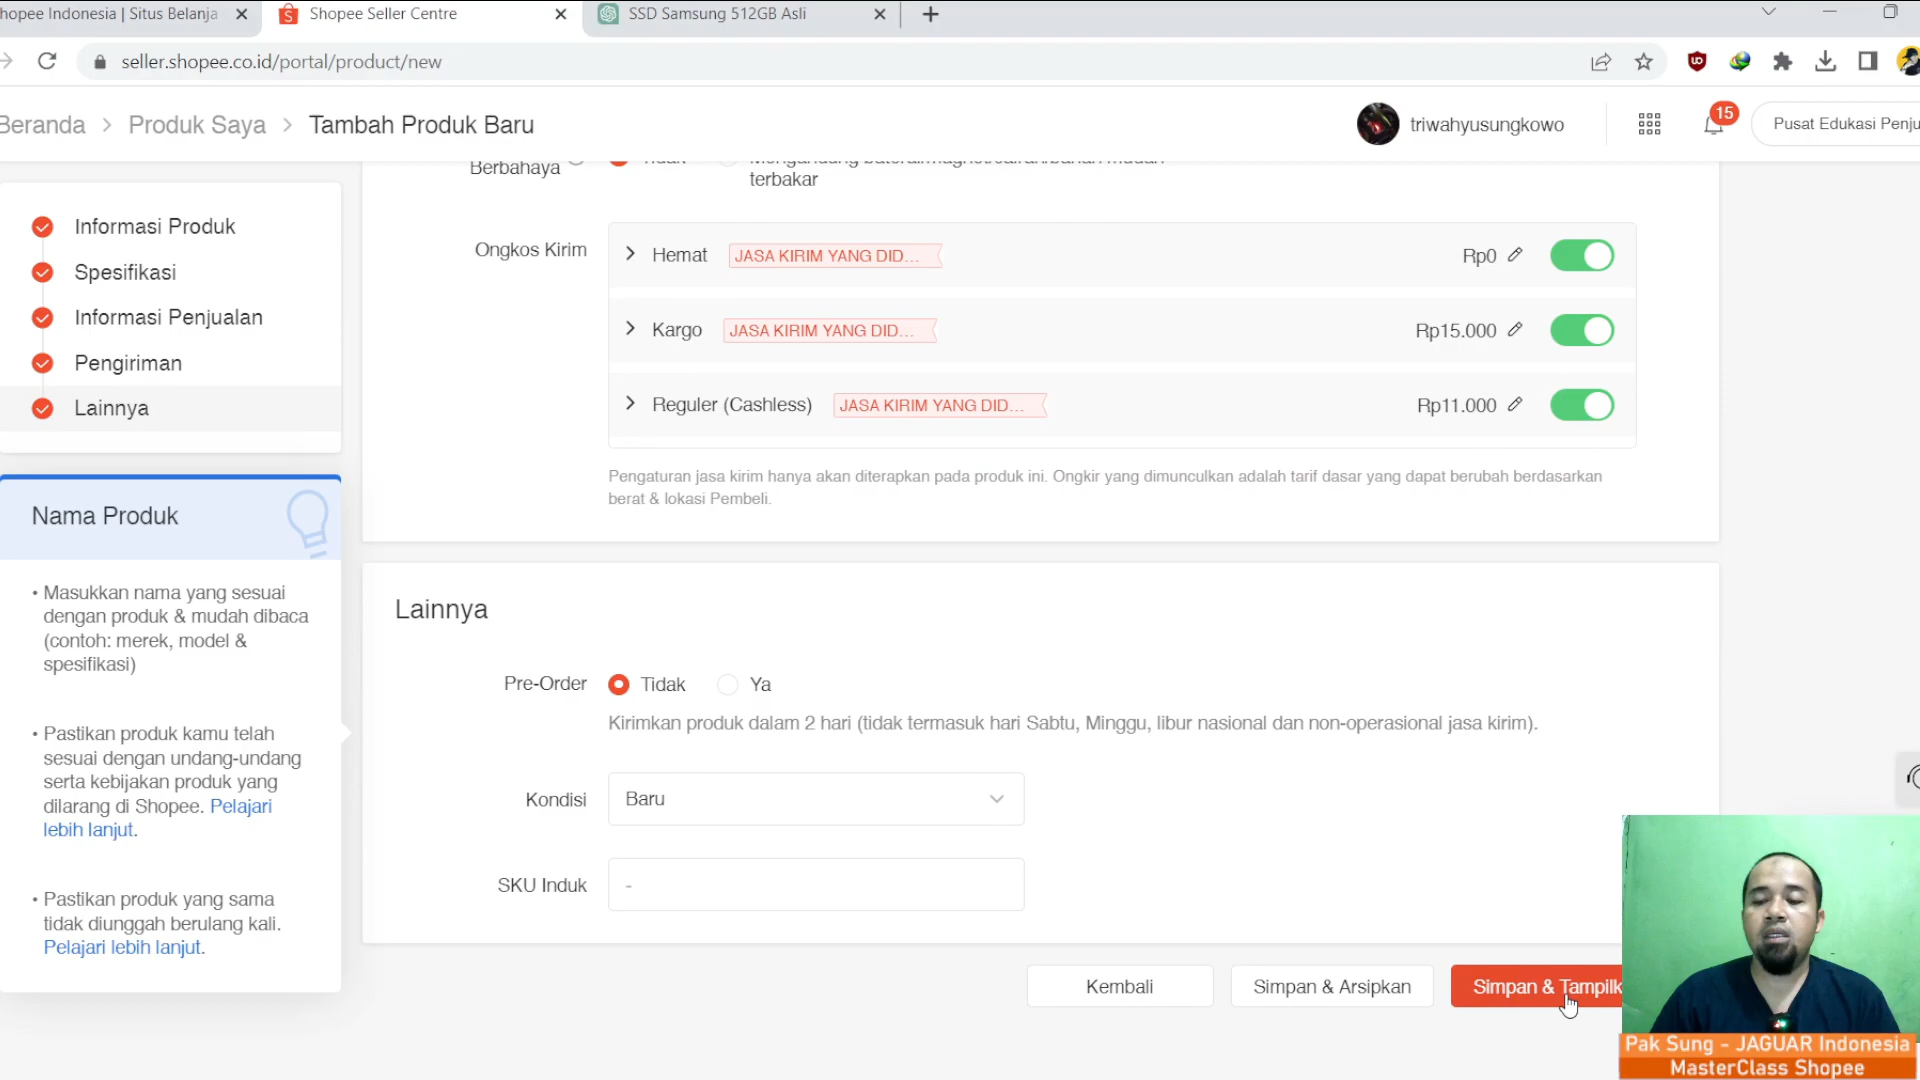 hopee Indonesia | Situs Belanja
Shopee Seller Centre
SSD Samsung 512GB Asli
seller.shopee.co.id/portal/product/new
Beranda > Produk Saya > Tambah Produk Baru
triwahyusungkowo
15
Pusat Edukasi Penju
Informasi Produk
Spesifikasi
Informasi Penjualan
Pengiriman
Lainnya
Nama Produk
• Masukkan nama yang sesuai
dengan produk & mudah dibaca
(contoh: merek, model &
spesifikasi)
• Pastikan produk kamu telah
sesuai dengan undang-undang
serta kebijakan produk yang
dilarang di Shopee. Pelajari
lebih lanjut.
• Pastikan produk yang sama
tidak diunggah berulang kali.
Pelajari lebih lanjut.
Berbahaya
Tidak
Mengandung baterai/magnet/cairan/bahan mudah
terbakar
Ongkos Kirim
Hemat JASA KIRIM YANG DID... Rp0
Kargo JASA KIRIM YANG DID... Rp15.000
Reguler (Cashless) JASA KIRIM YANG DID... Rp11.000
Pengaturan jasa kirim hanya akan diterapkan pada produk ini. Ongkir yang dimunculkan adalah tarif dasar yang dapat berubah berdasarkan
berat & lokasi Pembeli.
Lainnya
Pre-Order Tidak Ya
Kirimkan produk dalam 2 hari (tidak termasuk hari Sabtu, Minggu, libur nasional dan non-operasional jasa kirim).
Kondisi Baru
SKU Induk -
Kembali
Simpan & Arsipkan
Simpan & Tampilk
Pak Sung - JAGUAR Indonesia
MasterClass Shopee